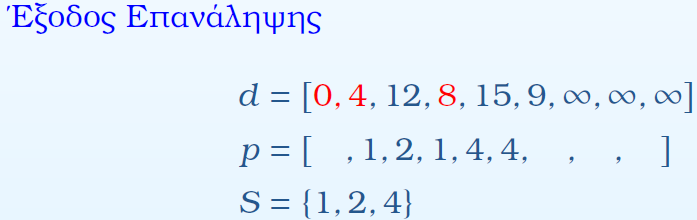 Έξοδος Επανάληψης
d = [0, 4, 12, 8, 15, 9, ∞, ∞, ∞]
p = [ , 1, 2, 1, 4, 4, , , ]
S = {1, 2, 4}